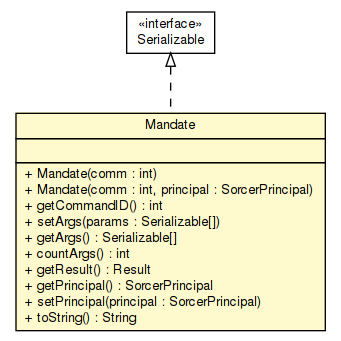 «interface»
Serializable
Mandate
+ Mandate(comm : int)
+ Mandate(comm : int, principal : SorcerPrincipal)
+ getCommandID() : int
+ setArgs(params : Serializable[])
+ getArgs() : Serializable[]
+ countArgs() : int
+ getResult() : Result
+ getPrincipal() : SorcerPrincipal
+ setPrincipal(principal : SorcerPrincipal)
+ toString() : String